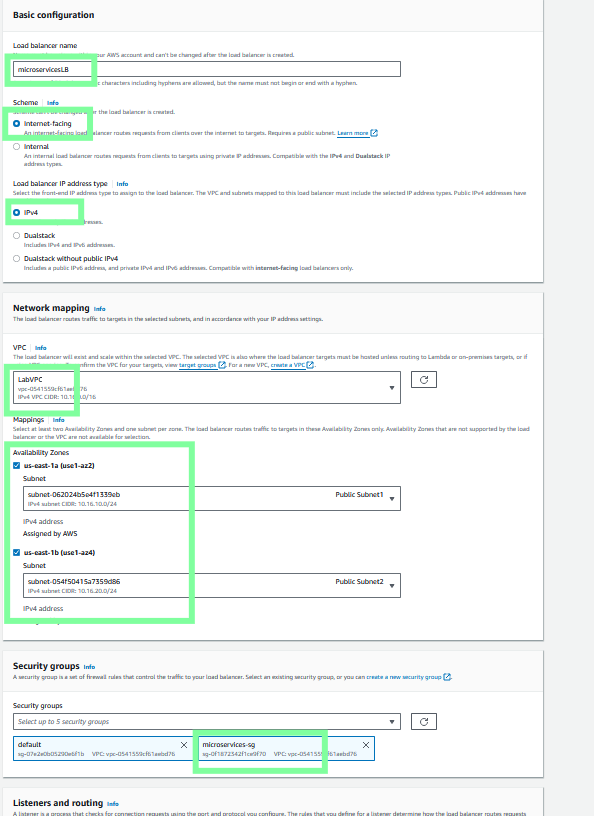 Basic configuration
Load balancer name
your AWS account and can't be changed after the load balancer is created.
microservicesLB
characters including hyphens are allowed, but the name must not begin or end with a hyphen.
Scheme | Info
Scheme can't be changed after the load balancer is created.
Internet-facing
An internet-facing load balancer routes requests from clients over the internet to targets. Requires a public subnet. Learn more
Internal
An internal load balancer routes requests from clients to targets using private IP addresses. Compatible with the IPv4 and Dualstack IP
address types.
Load balancer IP address type | Info
Select the front-end IP address type to assign to the load balancer. The VPC and subnets mapped to this load balancer must include the selected IP address types. Public IPv4 addresses have
IPv4
Dualstack
Includes IPv4 and IPv6 addresses.
Dualstack without public IPv4
Includes a public IPv6 address, and private IPv4 and IPv6 addresses. Compatible with internet-facing load balancers only.
Network mapping Info
The load balancer routes traffic to targets in the selected subnets, and in accordance with your IP address settings.
VPC | Info
The load balancer will exist and scale within the selected VPC. The selected VPC is also where the load balancer targets must be hosted unless routing to Lambda or on-premises targets, or if
the VPC for your targets, view target groups. For a new VPC, create a VPC.
LabVPC
IPv4 VPC CIDR:
Mappings | Info
Select at least two Availability Zones and one subnet per zone. The load balancer routes traffic to targets in these Availability Zones only. Availability Zones that are not supported by the load
balancer or the VPC are not available for selection.
Availability Zones
us-east-1a (use1-az2)
Subnet
subnet-062024b5e4f1339eb Public Subnet1
IPv4 subnet CIDR: 10.16.10.0/24
IPv4 address
Assigned by AWS
us-east-1b (use1-az4)
Subnet
subnet-054f50415a7359d86 Public Subnet2
IPv4 subnet CIDR: 10.16.20.0/24
IPv4 address
Security groups Info
A security group is a set of firewall rules that control the traffic to your load balancer. Select an existing security group, or you can create a new security group.
Security groups
Select up to 5 security groups
default microservices-sg
sg-07e2e0b05290e6f1b VPC: vpc-0541559cf61aebd76 sg-0f1672342f1ce9f70 VPC: vpc-0541559cf61aebd76
Listeners and routing Info
A listener is a process that checks for connection requests using the port and protocol you configure. The rules that you define for a listener determine how the load balancer routes requests